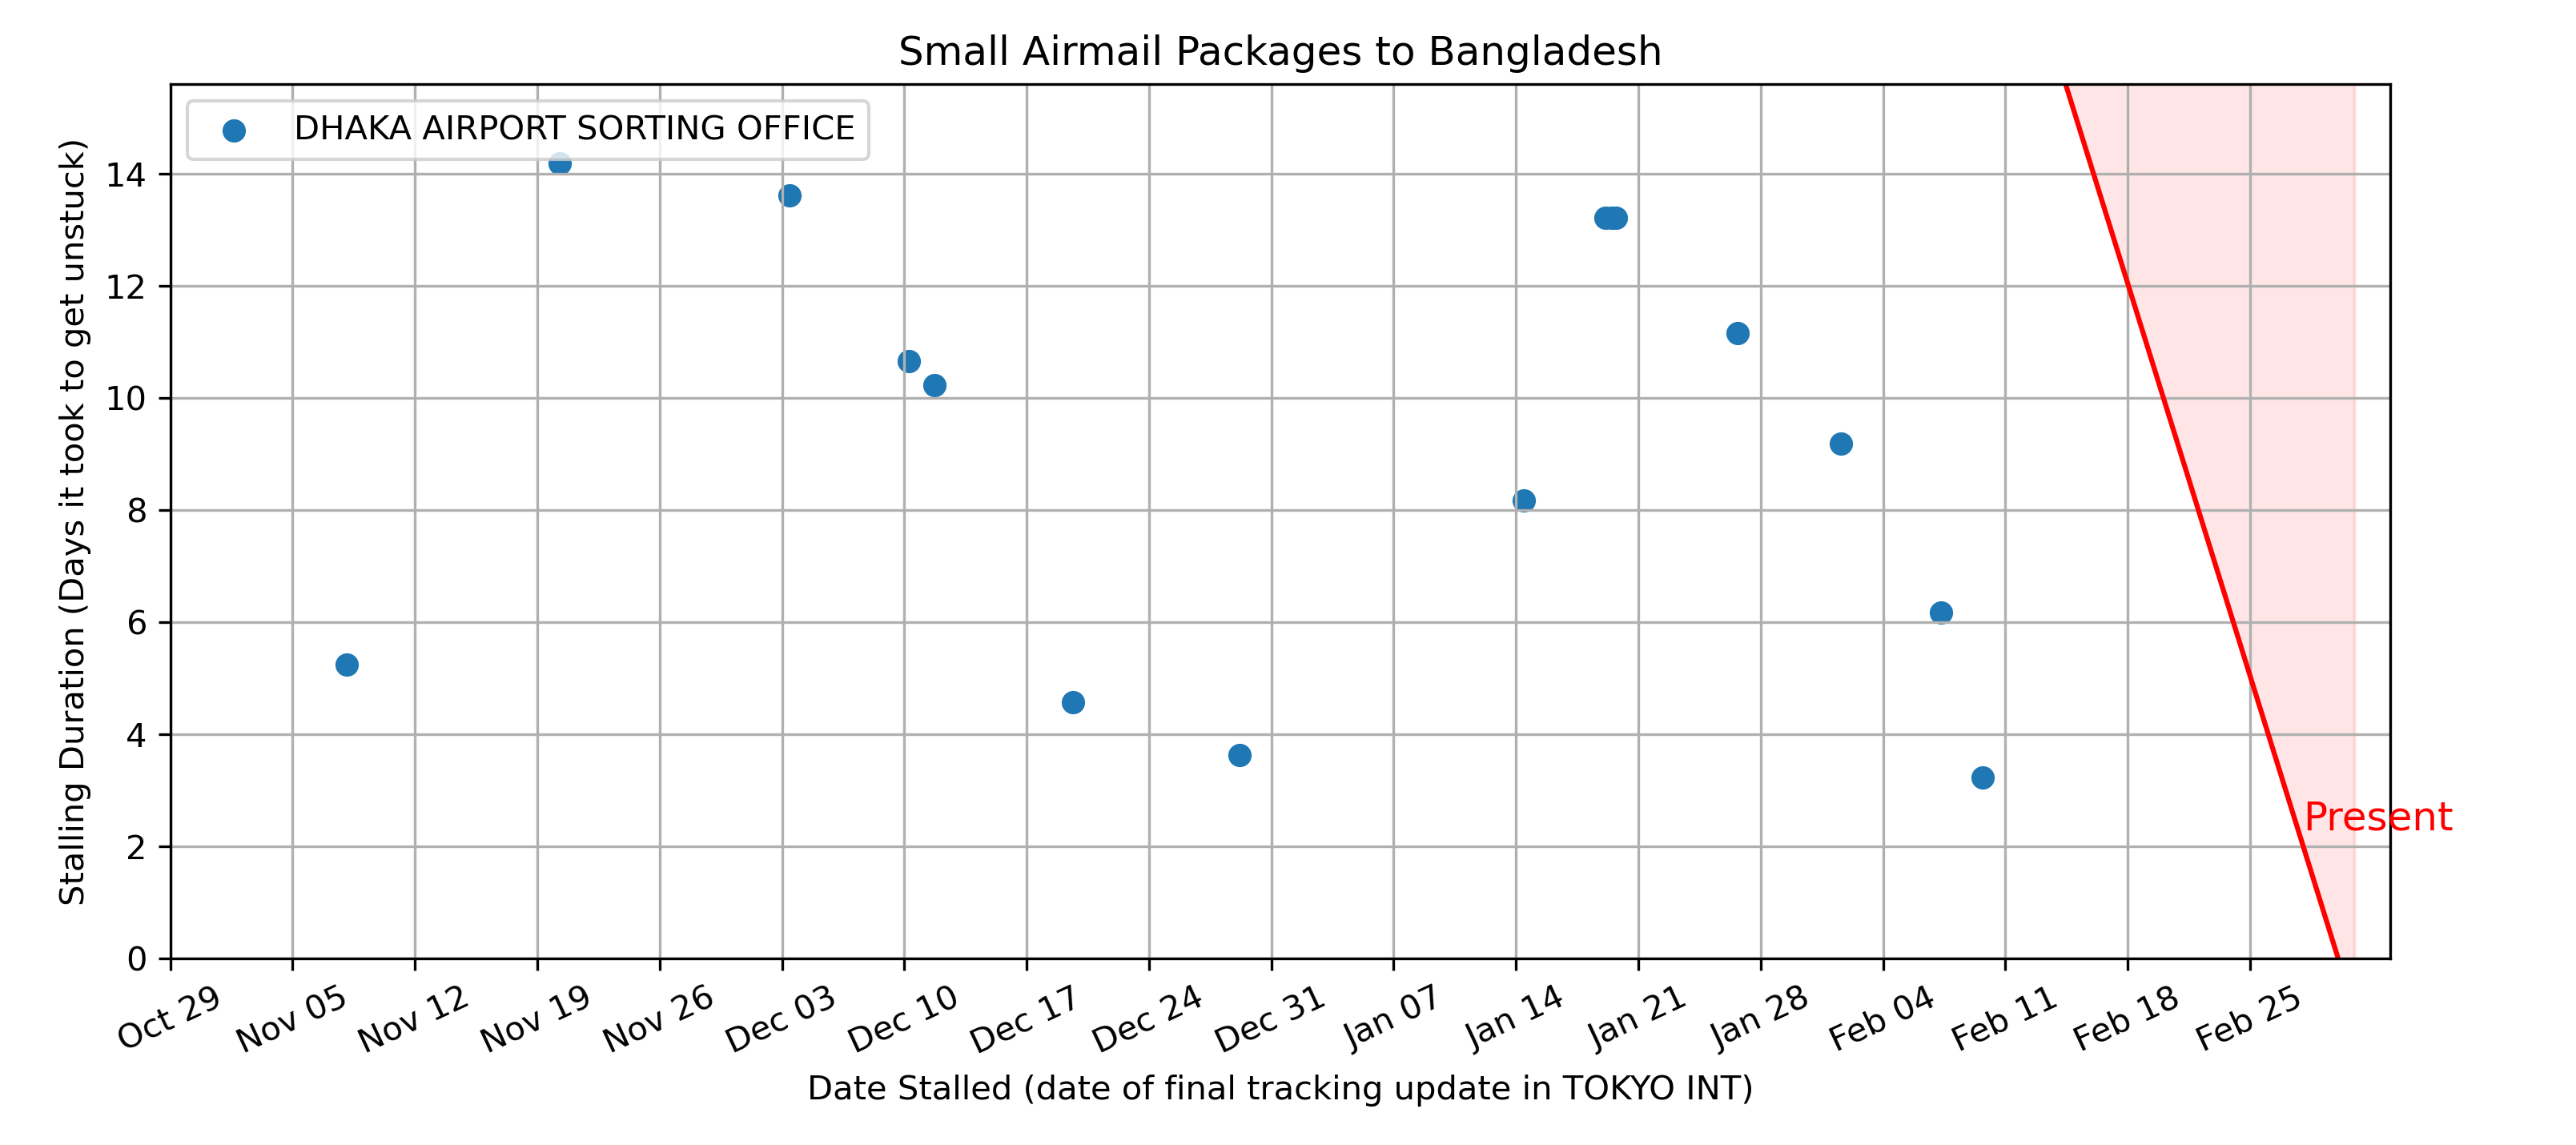 Small Airmail Packages to Bangladesh
DHAKA AIRPORT SORTING OFFICE
Stalling Duration (Days it took to get unstuck)
14
12
10
8
6
4
2
0
Present
Oct 29
Nov 05
Nov 12
Nov 19
Nov 26
Dec 03
Dec 10
Dec 17
Dec 24
Dec 31
Jan 07
Jan 14
Jan 21
Jan 28
Feb 04
Feb 11
Feb 18
Feb 25
Date Stalled (date of final tracking update in TOKYO INT)